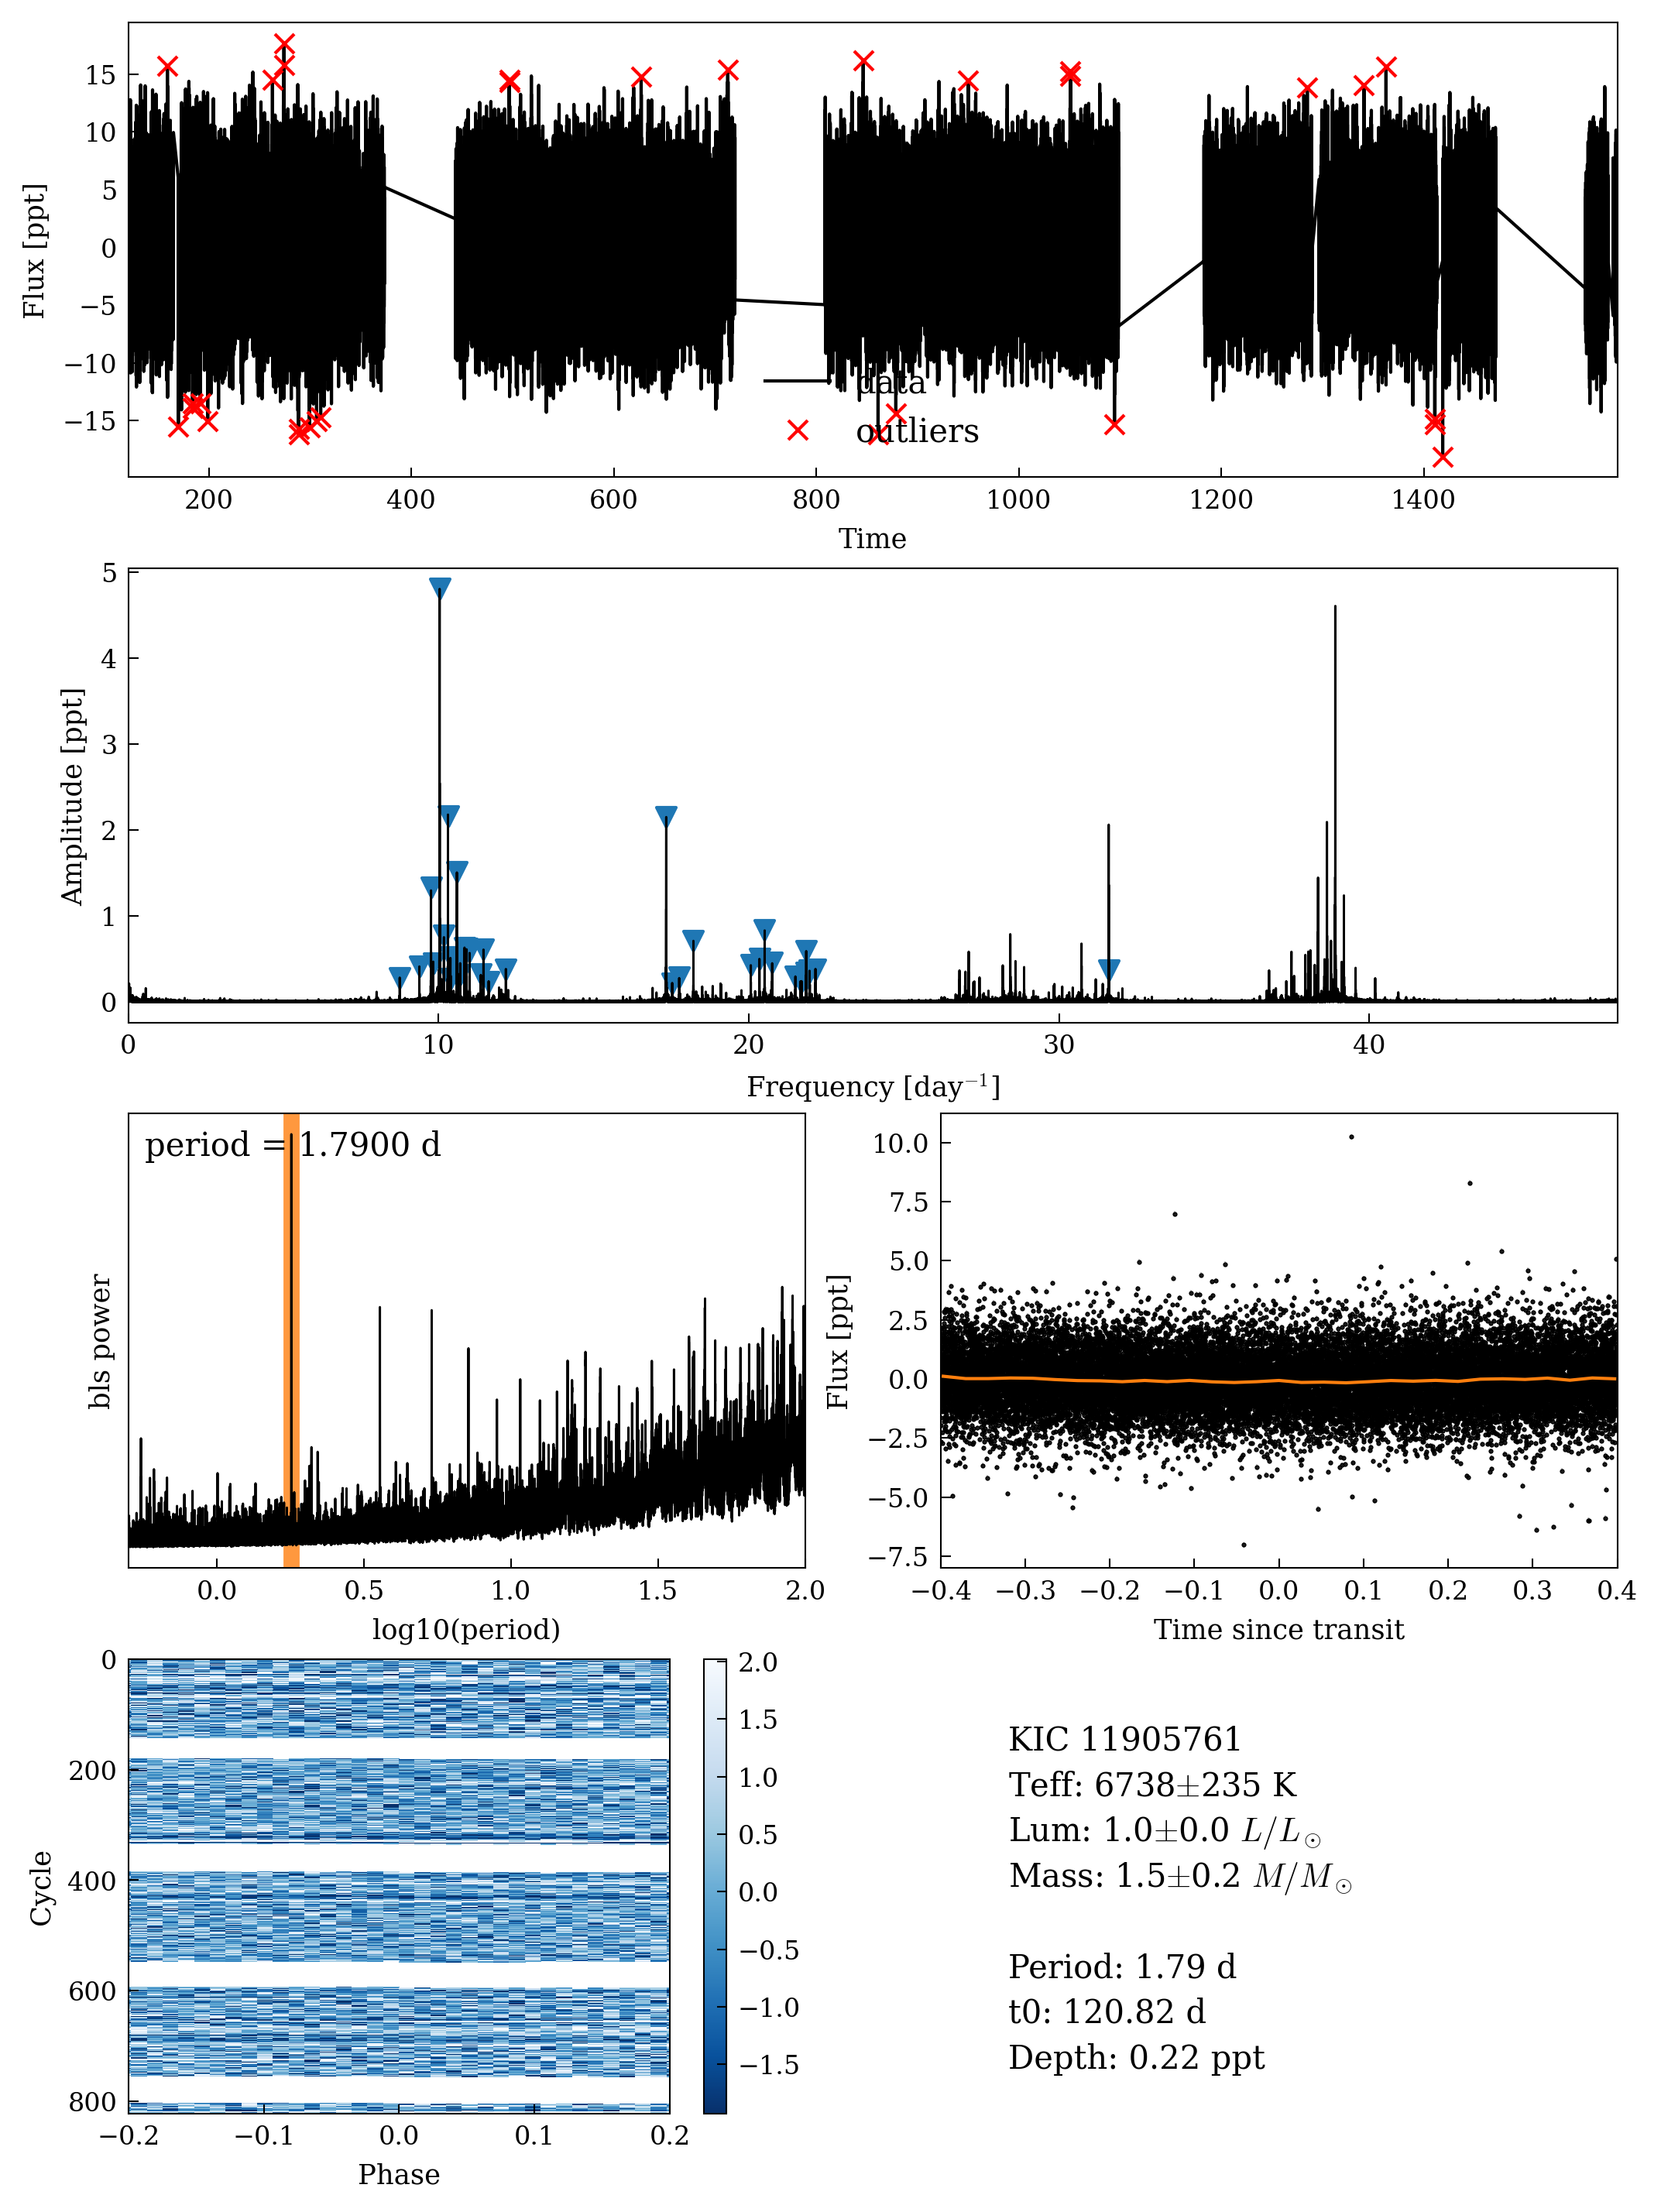 15
10
5
0
−5
−10
−15
Flux [ppt]
data
outliers
200 400 600 800 1000 1200 1400
Time
5
4
3
2
1
0
Amplitude [ppt]
0 10 20 30 40
Frequency [day−1]
period = 1.7900 d
bls power
0.0 0.5 1.0 1.5 2.0
log10(period)
10.0
7.5
5.0
2.5
0.0
−2.5
−5.0
−7.5
Flux [ppt]
−0.4 −0.3 −0.2 −0.1 0.0 0.1 0.2 0.3 0.4
Time since transit
0
200
400
600
800
Cycle
−0.2 −0.1 0.0 0.1 0.2
Phase
2.0
1.5
1.0
0.5
0.0
−0.5
−1.0
−1.5
KIC 11905761
Teff: 6738±235 K
Lum: 1.0±0.0 L/L⊙
Mass: 1.5±0.2 M/M⊙
Period: 1.79 d
t0: 120.82 d
Depth: 0.22 ppt